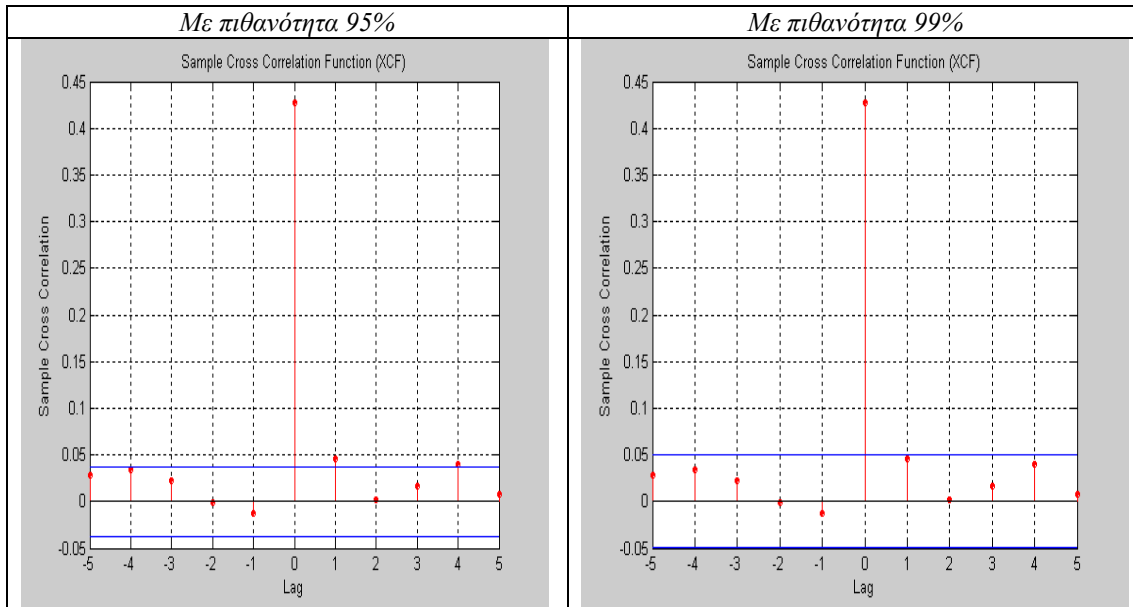 Με πιθανότητα 95%
Με πιθανότητα 99%
Sample Cross Correlation Function (XCF)
0.45
0.4
0.35
0.3
0.25
0.2
0.15
0.1
0.05
0
-0.05
Sample Cross Correlation
-5 -4 -3 -2 -1 0 1 2 3 4 5
Lag
Sample Cross Correlation Function (XCF)
0.45
0.4
0.35
0.3
0.25
0.2
0.15
0.1
0.05
0
-0.05
Sample Cross Correlation
-5 -4 -3 -2 -1 0 1 2 3 4 5
Lag